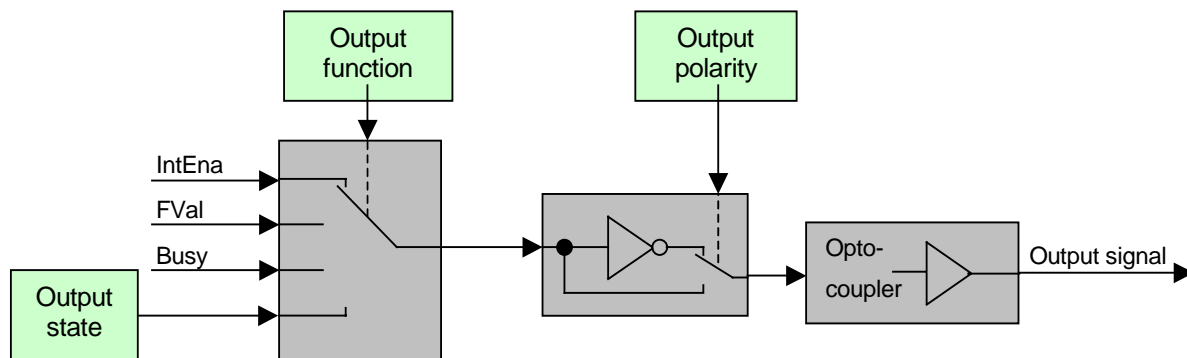 Output
function
Output
polarity
IntEna
FVal
Busy
Output
state
Opto-
coupler
Output signal